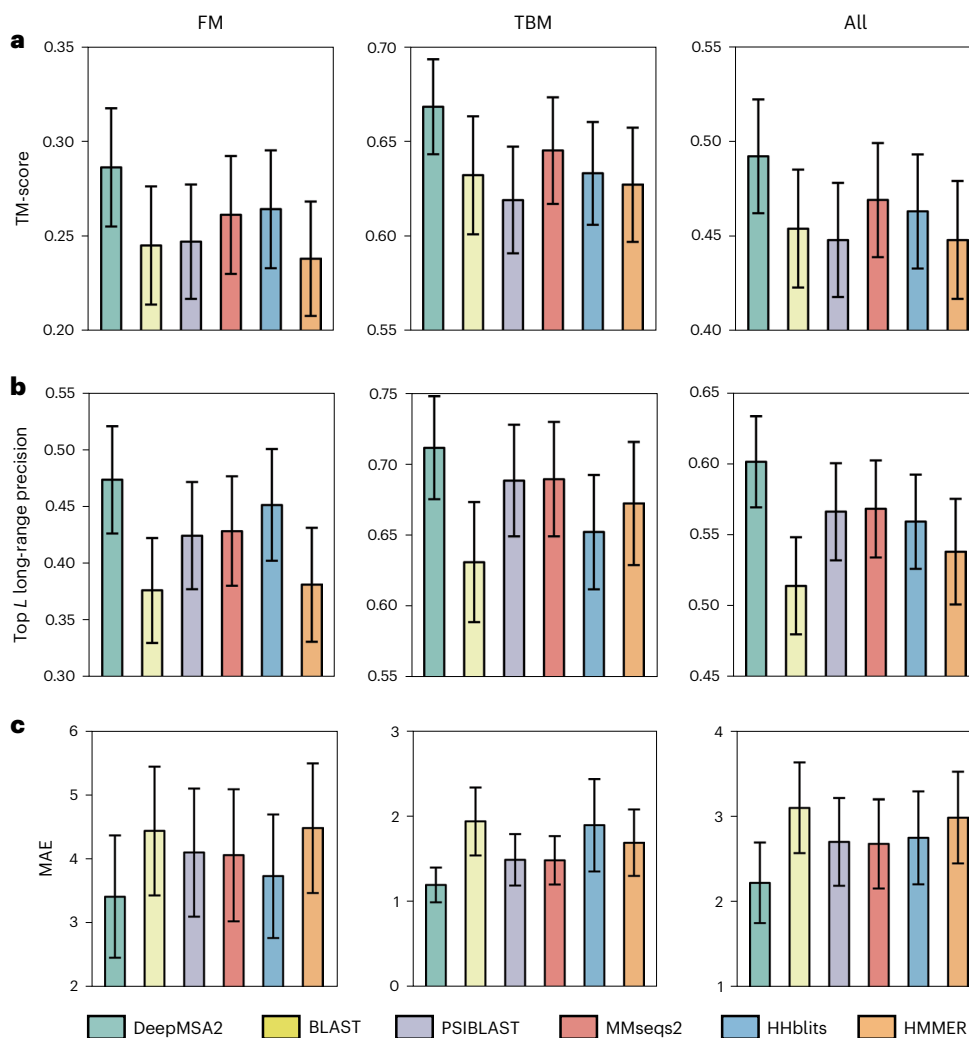 FM TBM All
a
TM-score
0.35 0.70 0.55
0.30 0.65 0.50
0.25 0.60 0.45
0.20 0.55 0.40
b
Top L long-range precision
0.55 0.75 0.65
0.50
0.70 0.60
0.45
0.40 0.65 0.55
0.35 0.60 0.50
0.30 0.55 0.45
c
MAE
6 3 4
5
2 3
4
3 1 2
2 0 1
DeepMSA2 BLAST PSIBLAST MMseqs2 HHblits HMMER